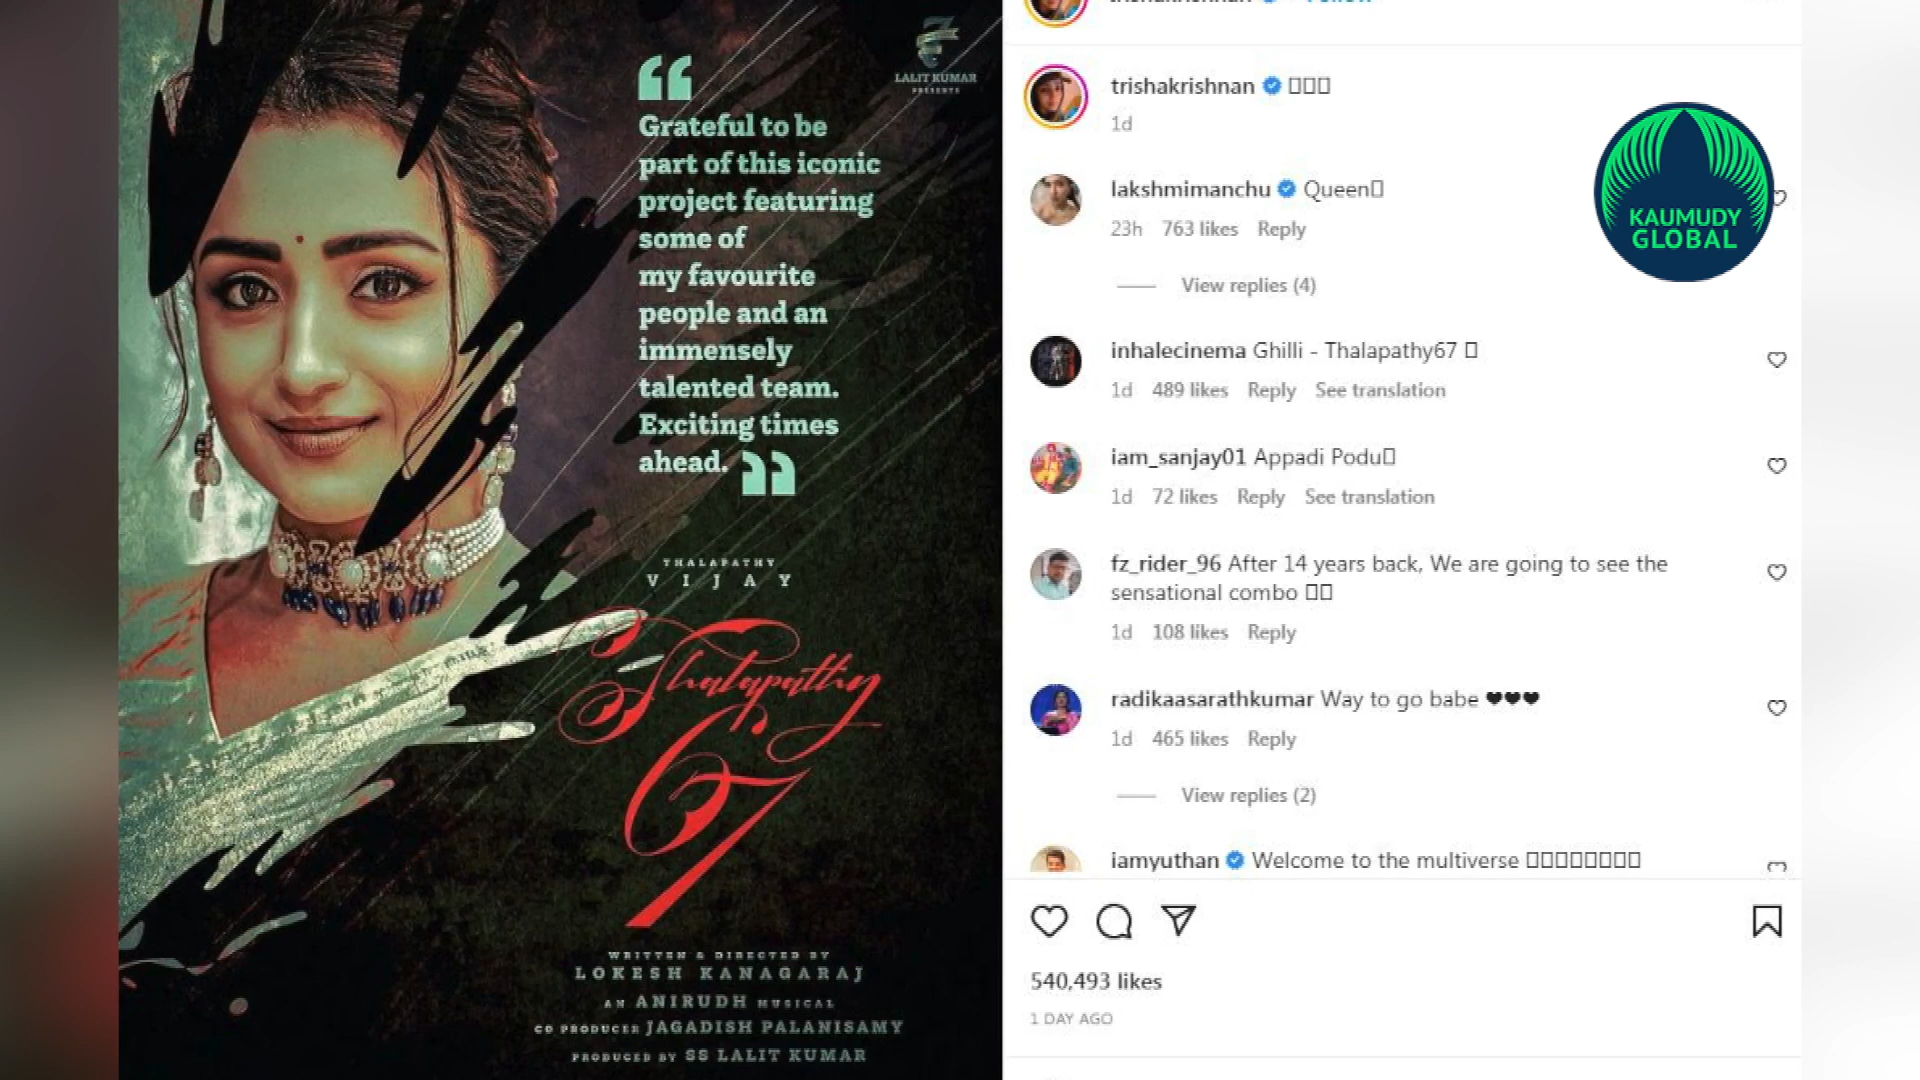 LALIT KUMAR
PRESENTS
Grateful to be
part of this iconic
project featuring
some of
my favourite
people and an
immensely
talented team.
Exciting times
ahead.
THALAPATHY
VIJAY
Thalapathy
67
WRITTEN & DIRECTED BY
LOKESH KANAGARAJ
AN ANIRUDH MUSICAL
CO PRODUCER JAGADISH PALANISAMY
PRODUCED BY SS LALIT KUMAR
trishakrishnan
1d
lakshmimanchu Queen
23h 763 likes Reply
View replies (4)
inhalecinema Ghilli - Thalapathy67
1d 489 likes Reply See translation
iam_sanjay01 Appadi Podu
1d 72 likes Reply See translation
fz_rider_96 After 14 years back, We are going to see the
sensational combo
1d 108 likes Reply
radikaasarathkumar Way to go babe ♥♥♥
1d 465 likes Reply
View replies (2)
iamyuthan Welcome to the multiverse
540,493 likes
1 DAY AGO
KAUMUDY
GLOBAL